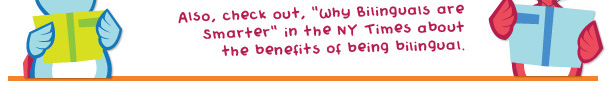 Also, check out, "Why Bilinguals are
Smarter" in the NY Times about
the benefits of being bilingual.